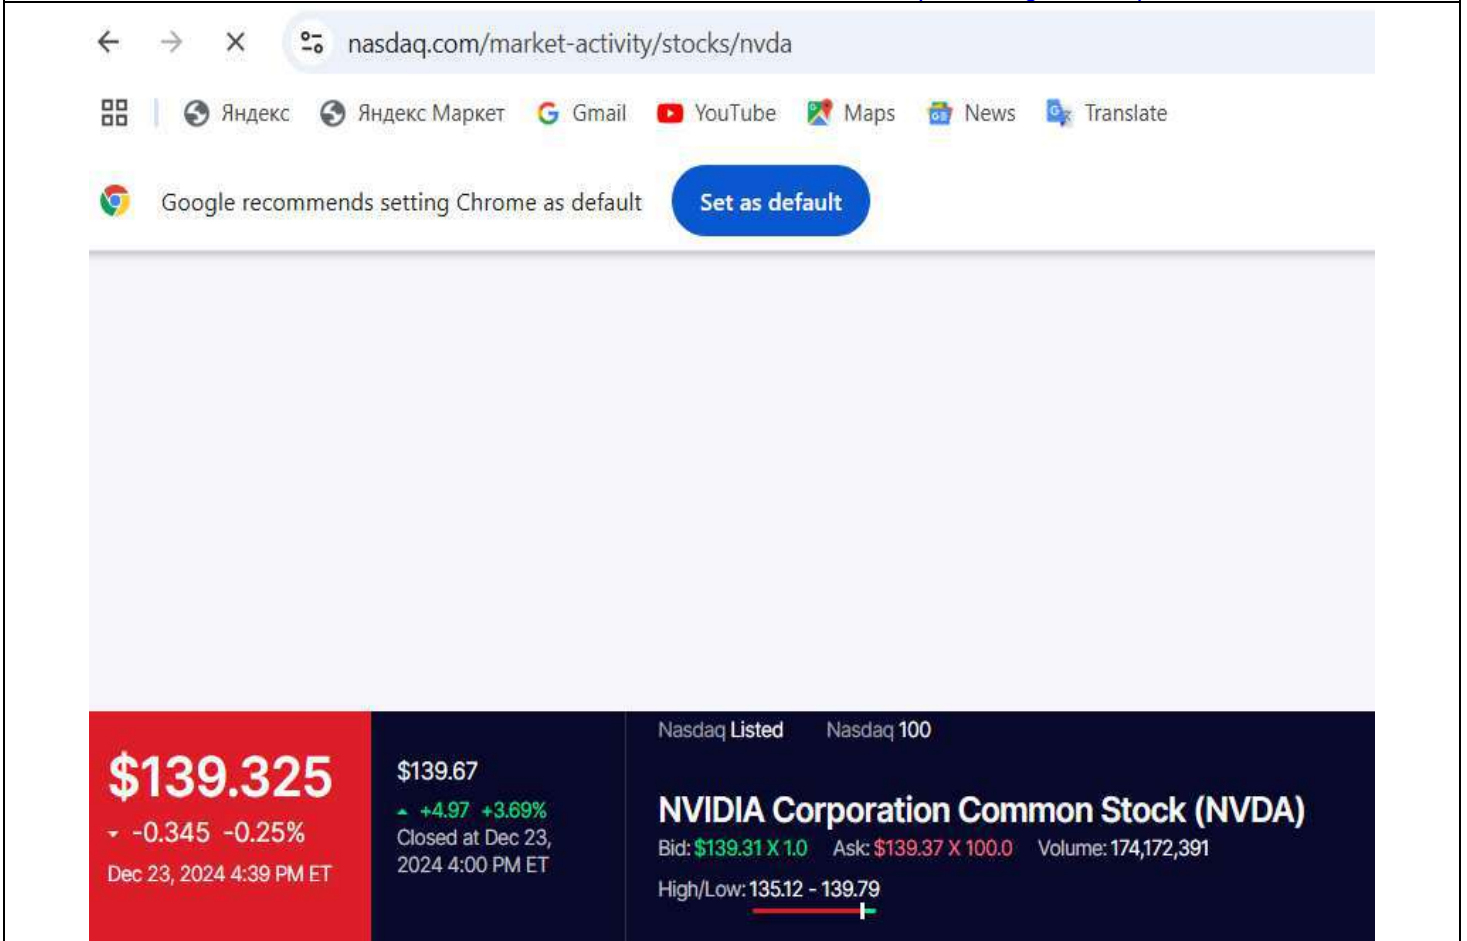 nasdaq.com/market-activity/stocks/nvda
Яндекс Яндекс Маркет Gmail YouTube Maps News Translate
Google recommends setting Chrome as default Set as default
$139.325
-0.345 -0.25%
Dec 23, 2024 4:39 PM ET
$139.67
+4.97 +3.69%
Closed at Dec 23,
2024 4:00 PM ET
Nasdaq Listed Nasdaq 100
NVIDIA Corporation Common Stock (NVDA)
Bid: $139.31 X 1.0 Ask: $139.37 X 100.0 Volume: 174,172,391
High/Low: 135.12 - 139.79